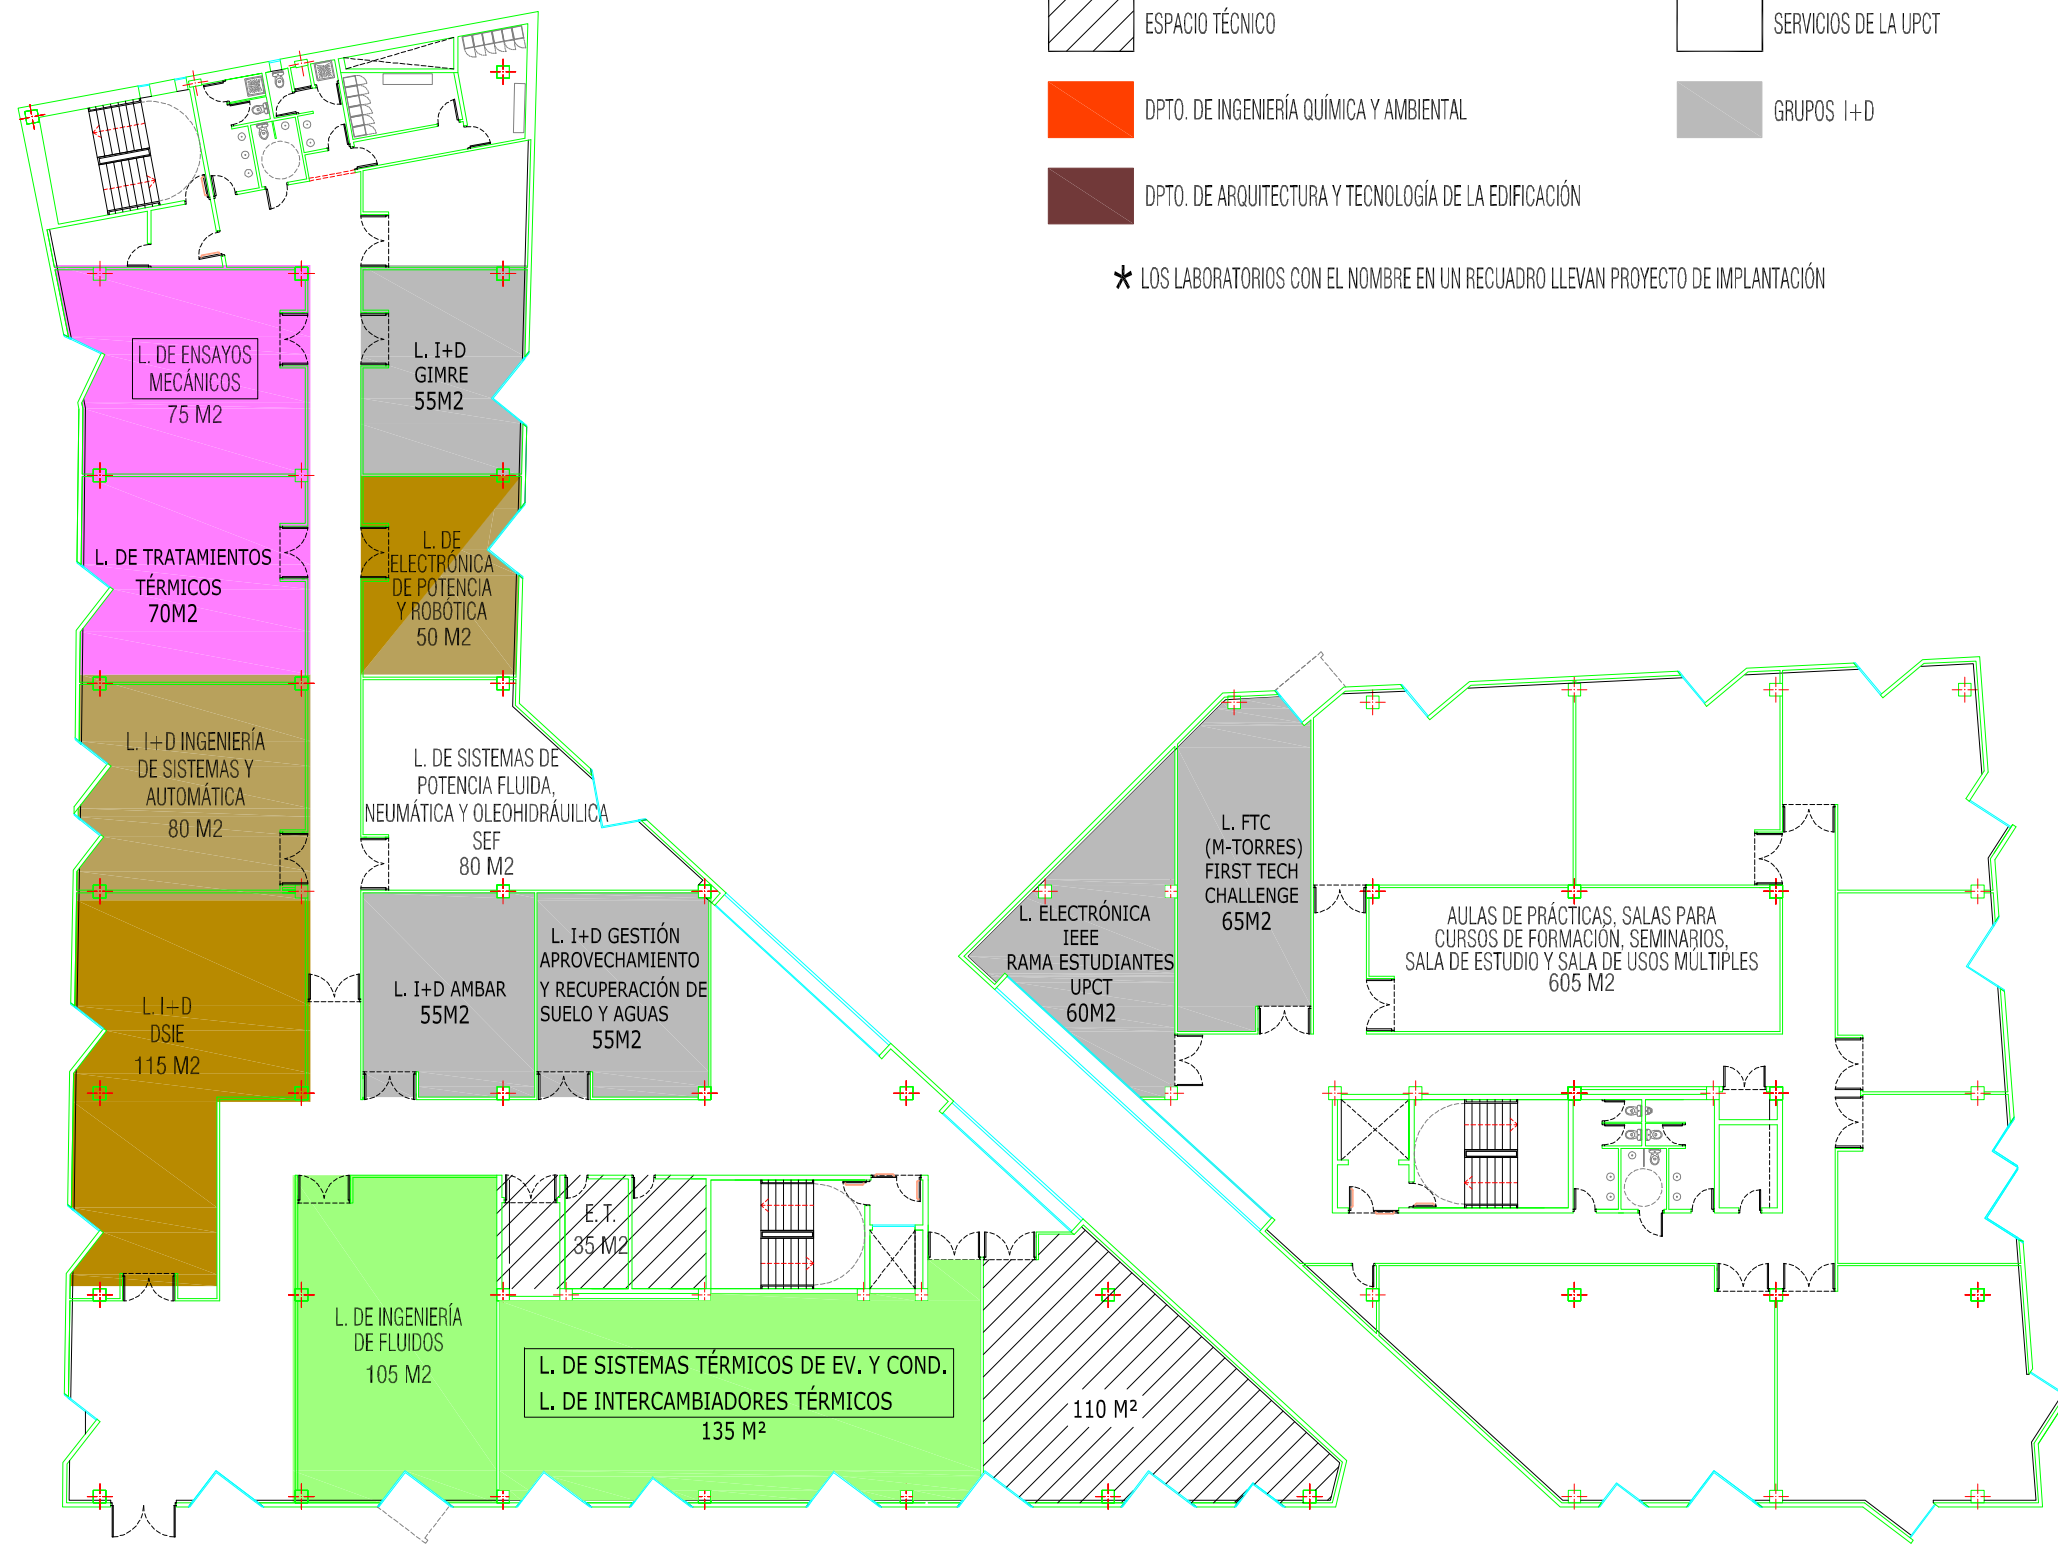 ESPACIO TÉCNICO
SERVICIOS DE LA UPCT
DPTO. DE INGENIERÍA QUÍMICA Y AMBIENTAL
GRUPOS I+D
DPTO. DE ARQUITECTURA Y TECNOLOGÍA DE LA EDIFICACIÓN
* LOS LABORATORIOS CON EL NOMBRE EN UN RECUADRO LLEVAN PROYECTO DE IMPLANTACIÓN
L. DE ENSAYOS
MECÁNICOS
75 M2
L. I+D
GIMRE
55M2
L. DE TRATAMIENTOS
TÉRMICOS
70M2
L. DE
ELECTRÓNICA
DE POTENCIA
Y ROBÓTICA
50 M2
L. I+D INGENIERÍA
DE SISTEMAS Y
AUTOMÁTICA
80 M2
L. DE SISTEMAS DE
POTENCIA FLUIDA,
NEUMÁTICA Y OLEOHIDRÁUILICA
SEF
80 M2
L. I+D
DSIE
115 M2
L. I+D AMBAR
55M2
L. I+D GESTIÓN
APROVECHAMIENTO
Y RECUPERACIÓN DE
SUELO Y AGUAS
55M2
L. ELECTRÓNICA
IEEE
RAMA ESTUDIANTES
UPCT
60M2
L. FTC
(M-TORRES)
FIRST TECH
CHALLENGE
65M2
AULAS DE PRÁCTICAS, SALAS PARA
CURSOS DE FORMACIÓN, SEMINARIOS,
SALA DE ESTUDIO Y SALA DE USOS MÚLTIPLES
605 M2
E. T.
35 M2
L. DE INGENIERÍA
DE FLUIDOS
105 M2
L. DE SISTEMAS TÉRMICOS DE EV. Y COND.
L. DE INTERCAMBIADORES TÉRMICOS
135 M²
110 M²